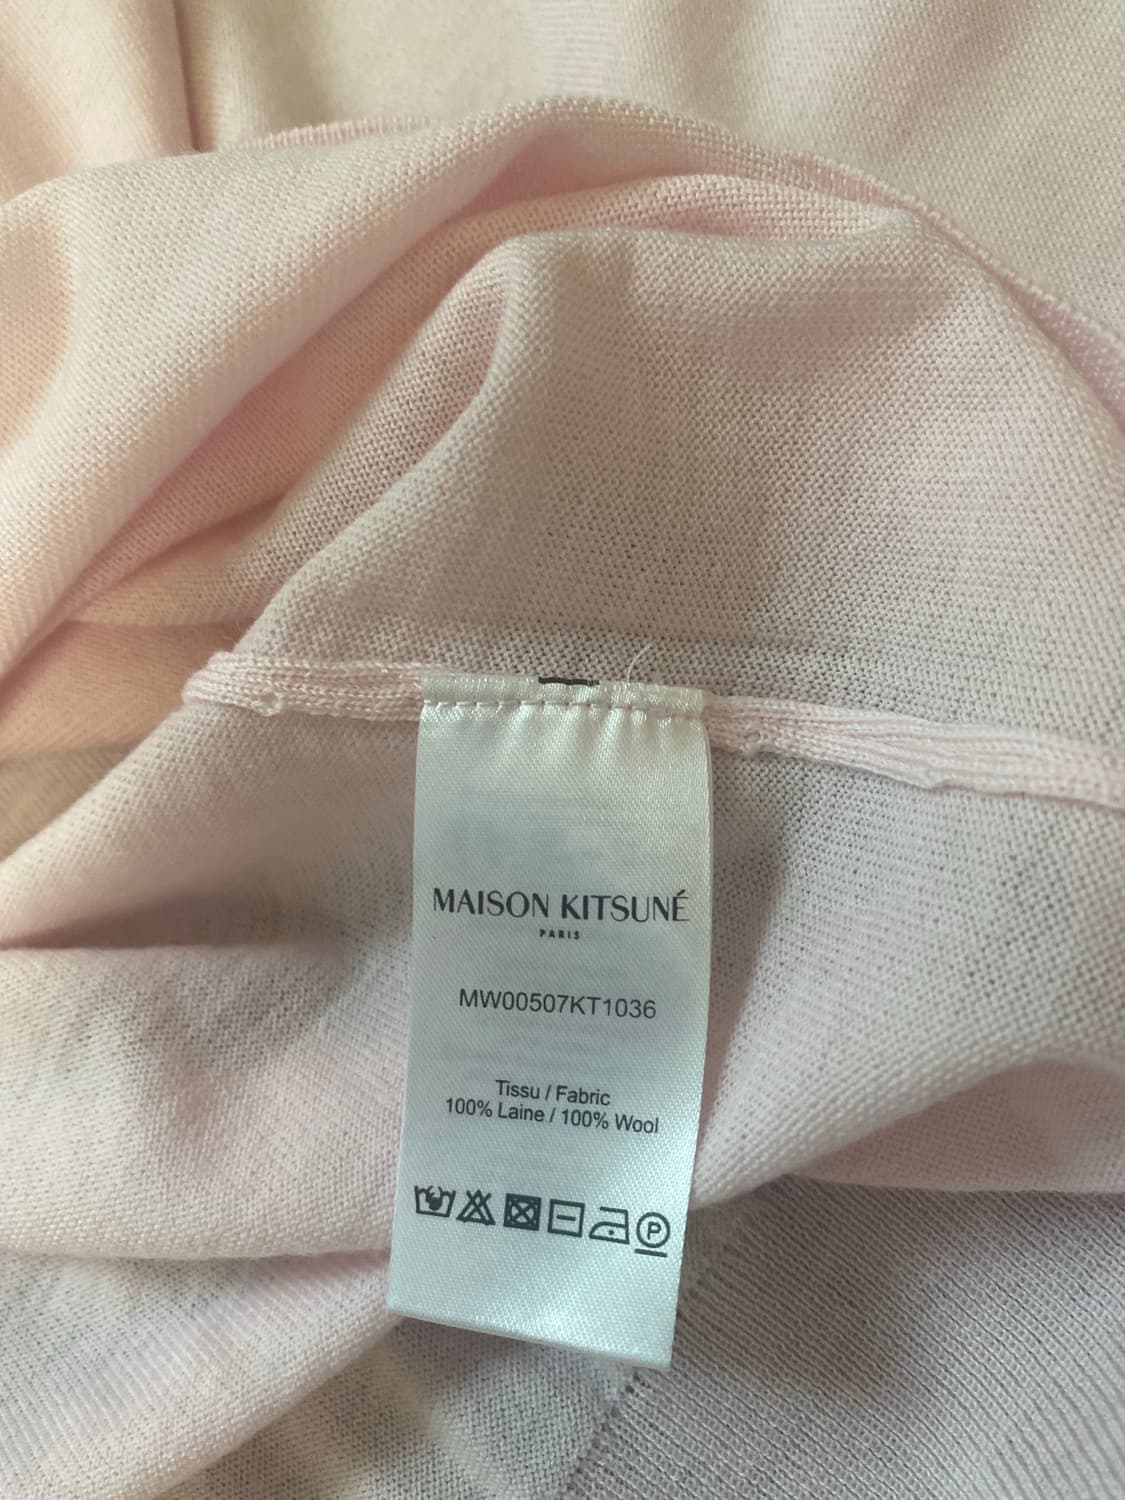 MAISON KITSUNÉ
PARIS
MW00507KT1036
Tissu / Fabric
100% Laine / 100% Wool
P